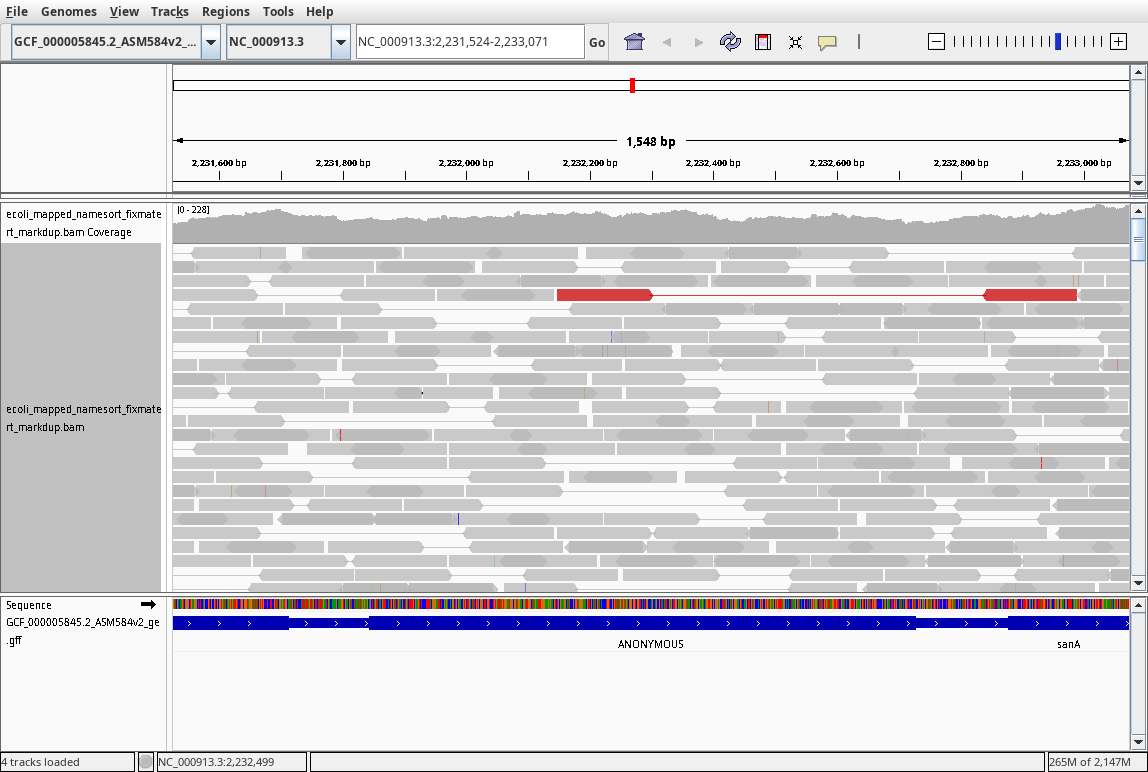 File Genomes View Tracks Regions Tools Help
GCF_000005845.2_ASM584v2_... NC_000913.3 NC_000913.3:2,231,524-2,233,071 Go
1,548 bp
2,231,600 bp 2,231,800 bp 2,232,000 bp 2,232,200 bp 2,232,400 bp 2,232,600 bp 2,232,800 bp 2,233,000 bp
ecoli_mapped_namesort_fixmate
rt_markdup.bam Coverage
[0 - 228]
ecoli_mapped_namesort_fixmate
rt_markdup.bam
Sequence
GCF_000005845.2_ASM584v2_ge
.gff
ANONYMOUS sanA
4 tracks loaded NC_000913.3:2,232,499 265M of 2,147M